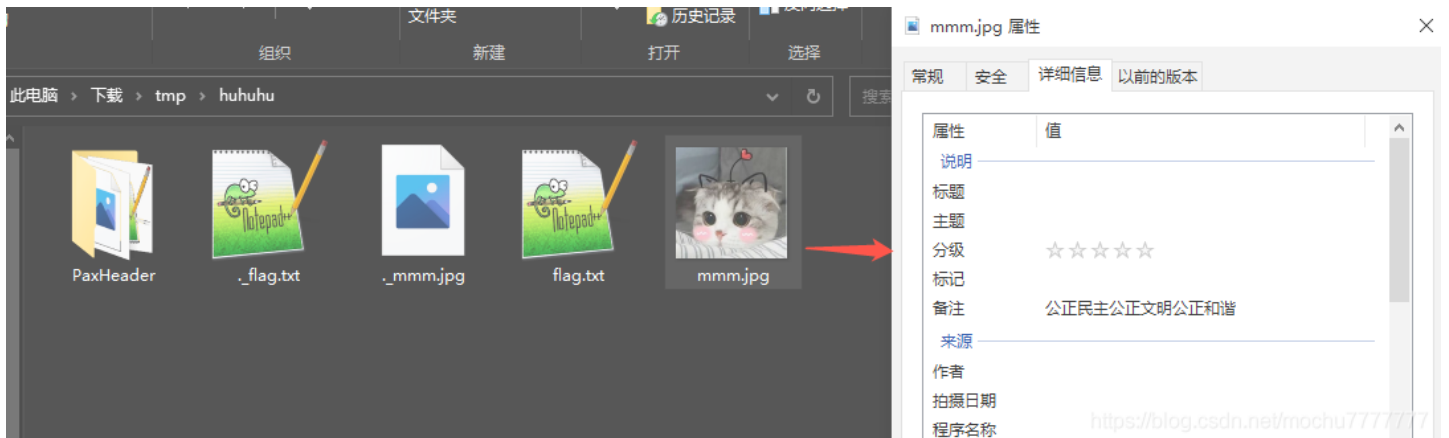 文件夹
历史记录
组织
新建
打开
选择
此电脑 › 下载 › tmp › huhuhu
搜索
PaxHeader
._flag.txt
._mmm.jpg
flag.txt
mmm.jpg
Notepad++
Notepad++
mmm.jpg 属性
常规
安全
详细信息
以前的版本
属性
值
说明
标题
主题
分级
标记
备注
公正民主公正文明公正和谐
来源
作者
拍摄日期
程序名称
https://blog.csdn.net/mochu7777777